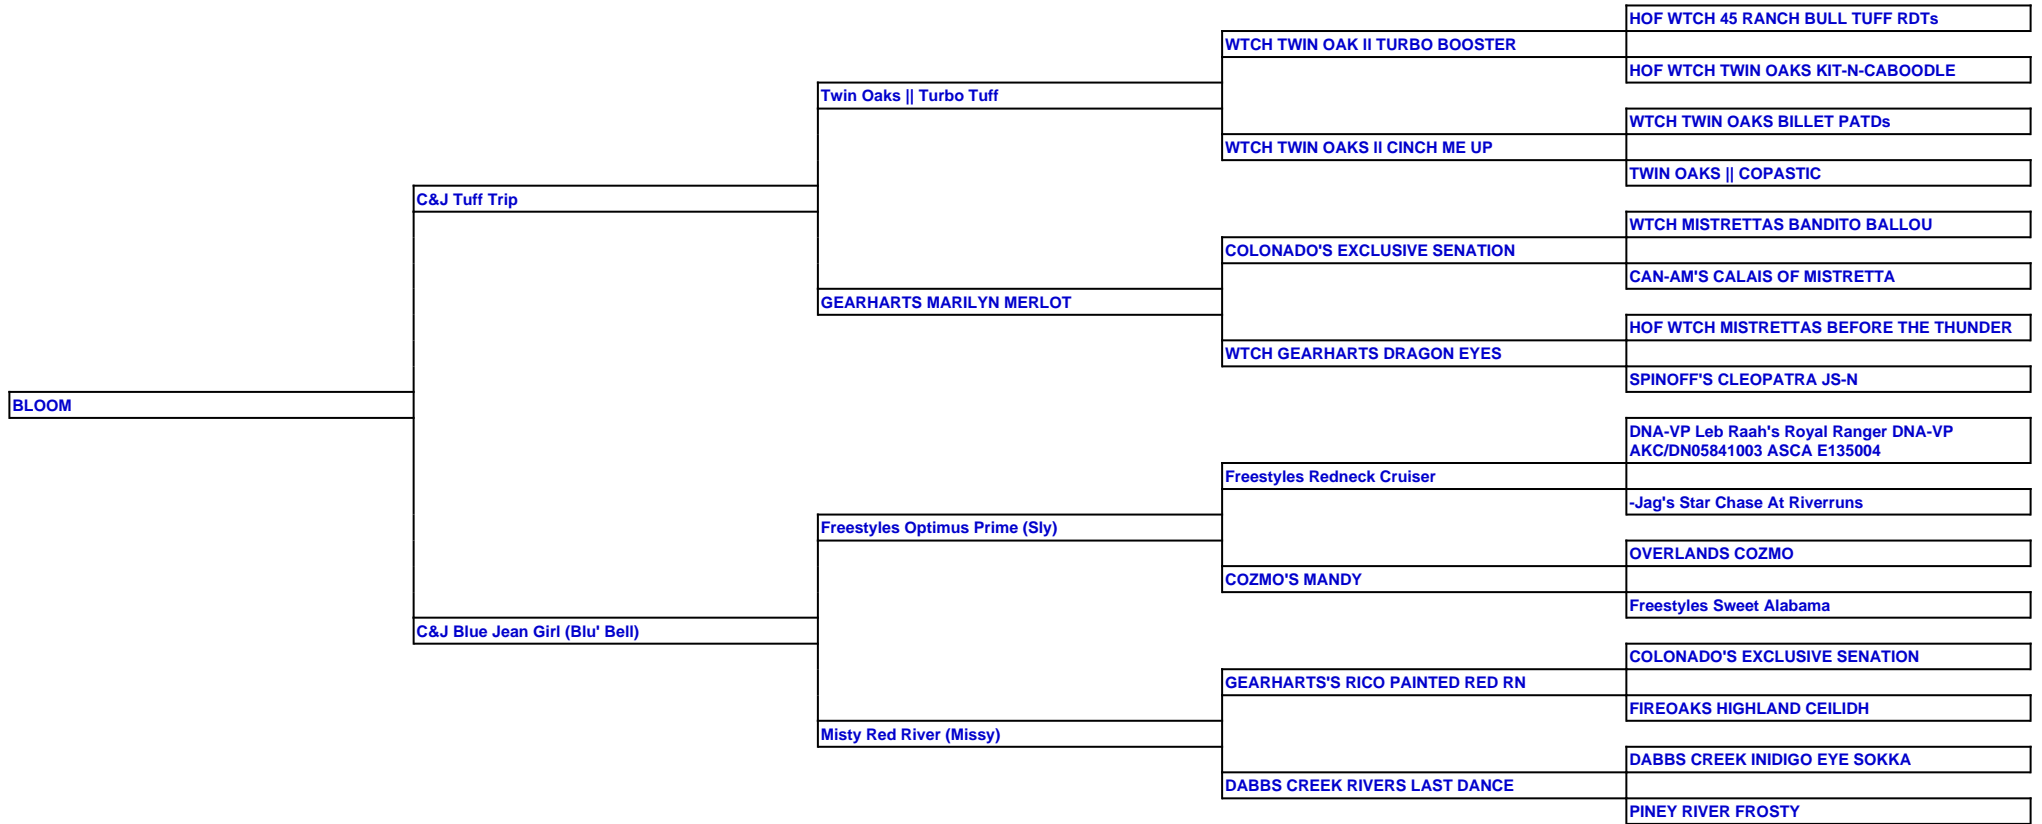 HOF WTCH 45 RANCH BULL TUFF RDTs
WTCH TWIN OAK II TURBO BOOSTER
HOF WTCH TWIN OAKS KIT-N-CABOODLE
Twin Oaks || Turbo Tuff
WTCH TWIN OAKS BILLET PATDs
WTCH TWIN OAKS II CINCH ME UP
TWIN OAKS || COPASTIC
C&J Tuff Trip
WTCH MISTRETTAS BANDITO BALLOU
COLONADO'S EXCLUSIVE SENATION
CAN-AM'S CALAIS OF MISTRETTA
GEARHARTS MARILYN MERLOT
HOF WTCH MISTRETTAS BEFORE THE THUNDER
WTCH GEARHARTS DRAGON EYES
SPINOFF'S CLEOPATRA JS-N
BLOOM
DNA-VP Leb Raah's Royal Ranger DNA-VP
AKC/DN05841003 ASCA E135004
Freestyles Redneck Cruiser
-Jag's Star Chase At Riverruns
Freestyles Optimus Prime (Sly)
OVERLANDS COZMO
COZMO'S MANDY
Freestyles Sweet Alabama
C&J Blue Jean Girl (Blu' Bell)
COLONADO'S EXCLUSIVE SENATION
GEARHARTS'S RICO PAINTED RED RN
FIREOAKS HIGHLAND CEILIDH
Misty Red River (Missy)
DABBS CREEK INIDIGO EYE SOKKA
DABBS CREEK RIVERS LAST DANCE
PINEY RIVER FROSTY